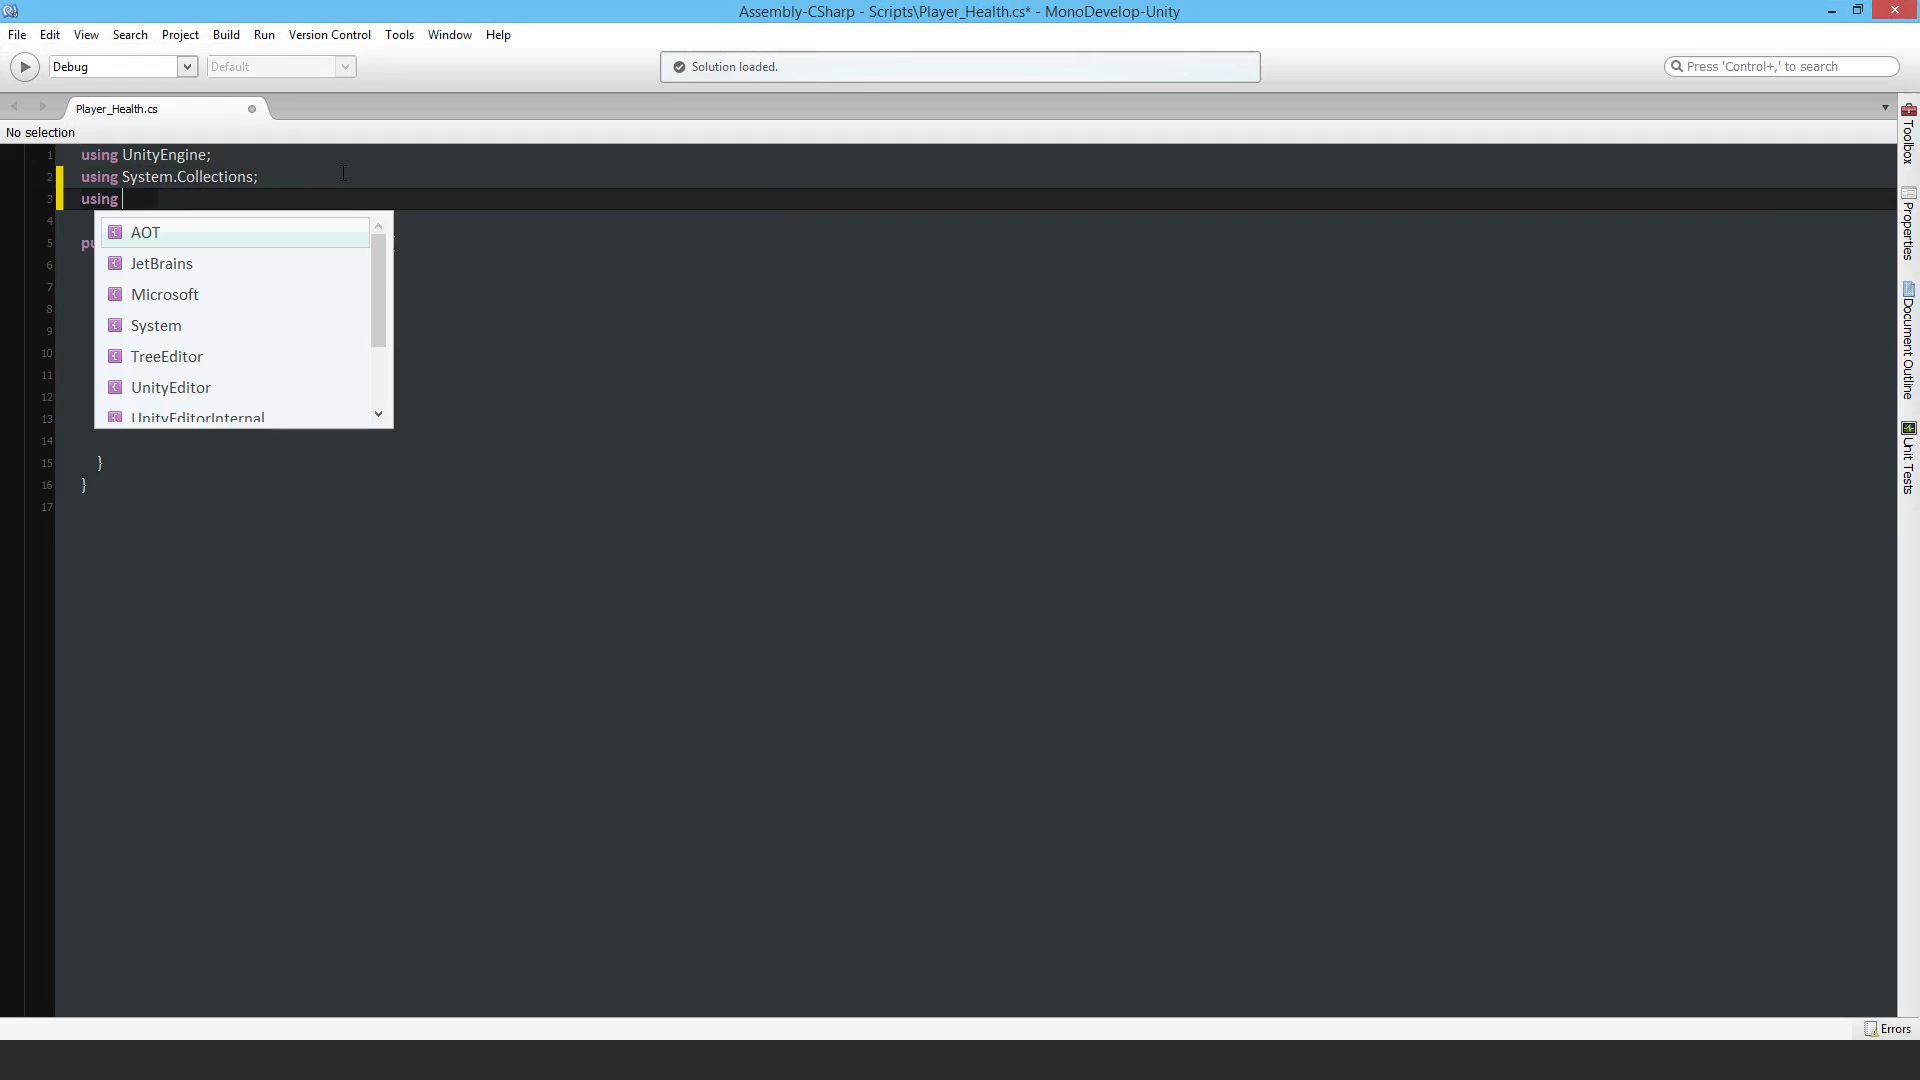 Assembly-CSharp - Scripts\Player_Health.cs* - MonoDevelop-Unity
File Edit View Search Project Build Run Version Control Tools Window Help
Debug Default Solution loaded. Press 'Control+,' to search
Player_Health.cs
No selection
1 using UnityEngine;
2 using System.Collections;
3 using
4
AOT
5 pu
6
JetBrains
7
Microsoft
8
9
System
10
TreeEditor
11
UnityEditor
12
13
UnityEditorInternal
14
15 }
16 }
17
Toolbox
Properties
Document Outline
Unit Tests
Errors